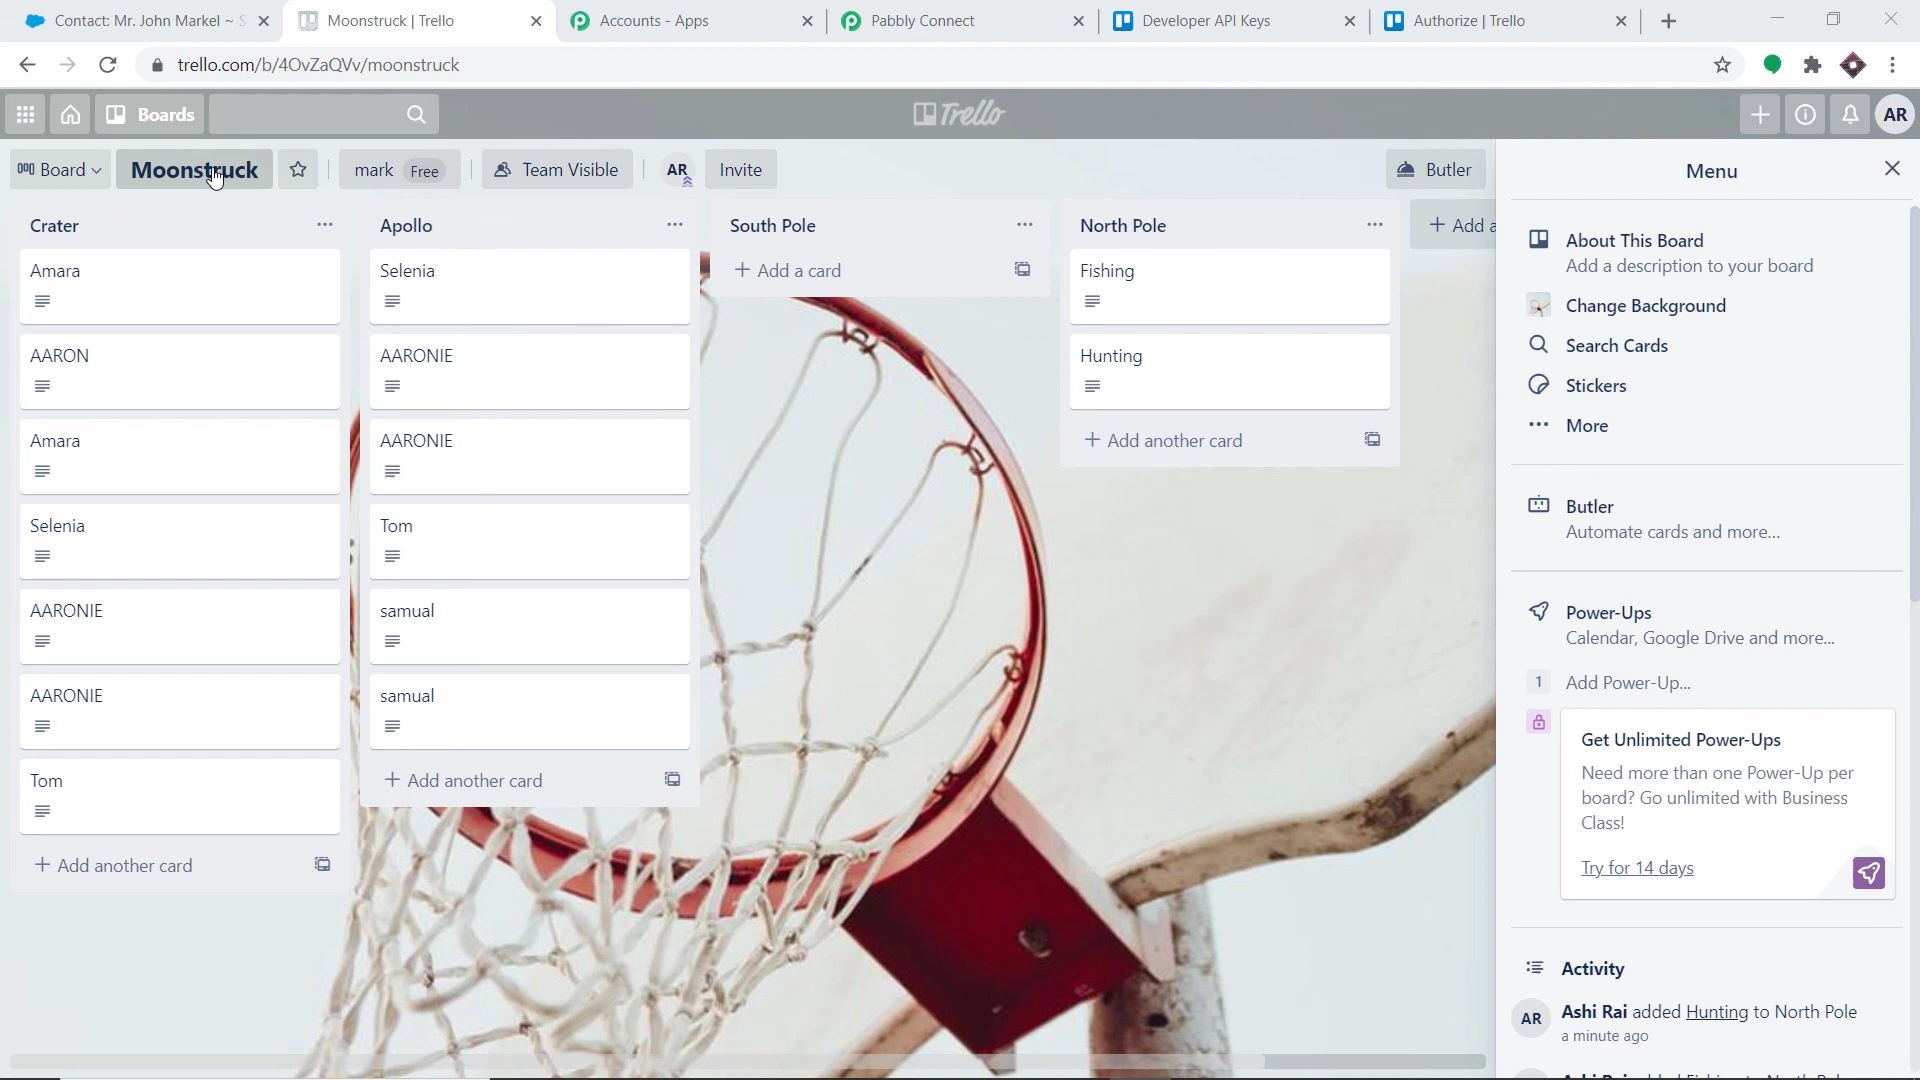 Contact: Mr. John Markel ~ S
Moonstruck | Trello
Accounts - Apps
Pabbly Connect
Developer API Keys
Authorize | Trello
trello.com/b/4OvZaQVv/moonstruck
Boards
Trello
AR
Board
Moonstruck
mark Free
Team Visible
AR
Invite
Butler
Crater
Amara
AARON
Amara
Selenia
AARONIE
AARONIE
Tom
+ Add another card
Apollo
Selenia
AARONIE
AARONIE
Tom
samual
samual
+ Add another card
South Pole
+ Add a card
North Pole
Fishing
Hunting
+ Add another card
+ Add a
Menu
About This Board
Add a description to your board
Change Background
Search Cards
Stickers
More
Butler
Automate cards and more...
Power-Ups
Calendar, Google Drive and more...
1 Add Power-Up...
Get Unlimited Power-Ups
Need more than one Power-Up per
board? Go unlimited with Business
Class!
Try for 14 days
Activity
AR
Ashi Rai added Hunting to North Pole
a minute ago